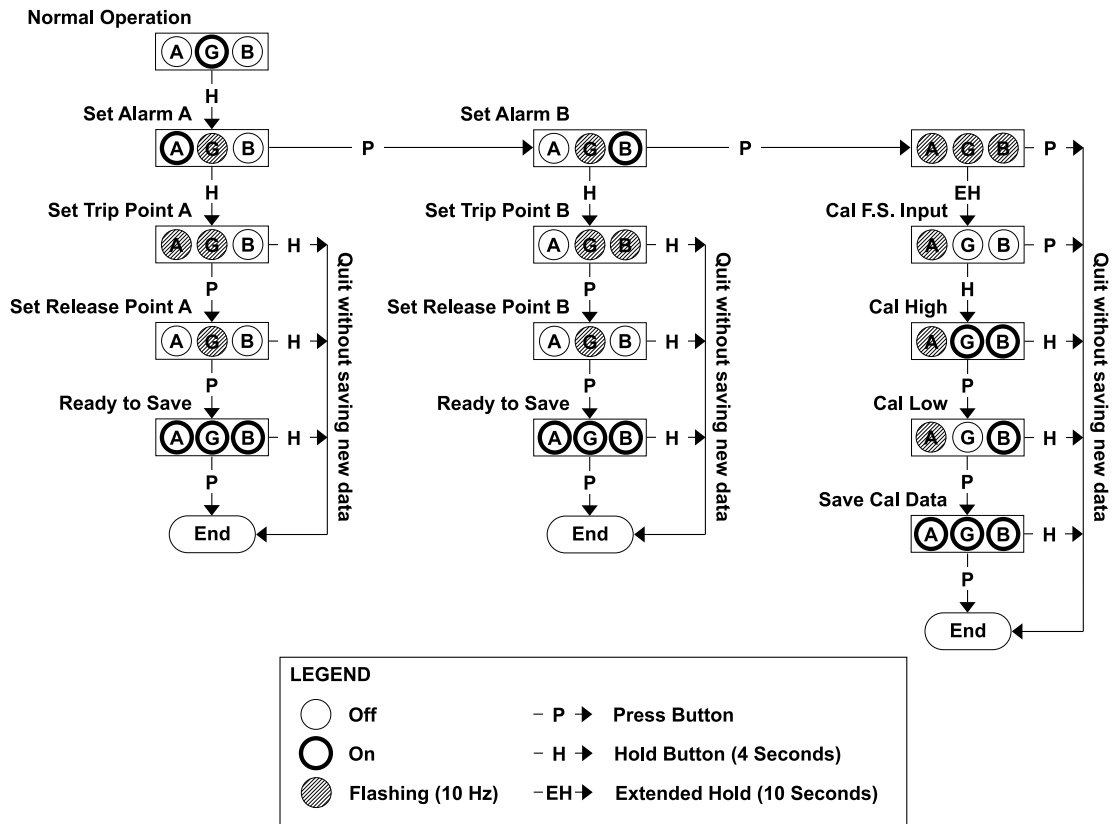 Normal Operation
A G B
H
Set Alarm A
A G B
P
Set Alarm B
A G B
P
A G B
P
H
H
EH
Set Trip Point A
A G B
H
Set Trip Point B
A G B
H
Cal F.S. Input
A G B
P
P
P
H
Set Release Point A
A G B
H
Set Release Point B
A G B
H
Cal High
A G B
H
P
P
P
Ready to Save
A G B
H
Ready to Save
A G B
H
Cal Low
A G B
H
P
P
P
Quit without saving new data
Quit without saving new data
Quit without saving new data
End
End
Save Cal Data
A G B
H
P
End
LEGEND
Off
P Press Button
On
H Hold Button (4 Seconds)
Flashing (10 Hz)
EH Extended Hold (10 Seconds)